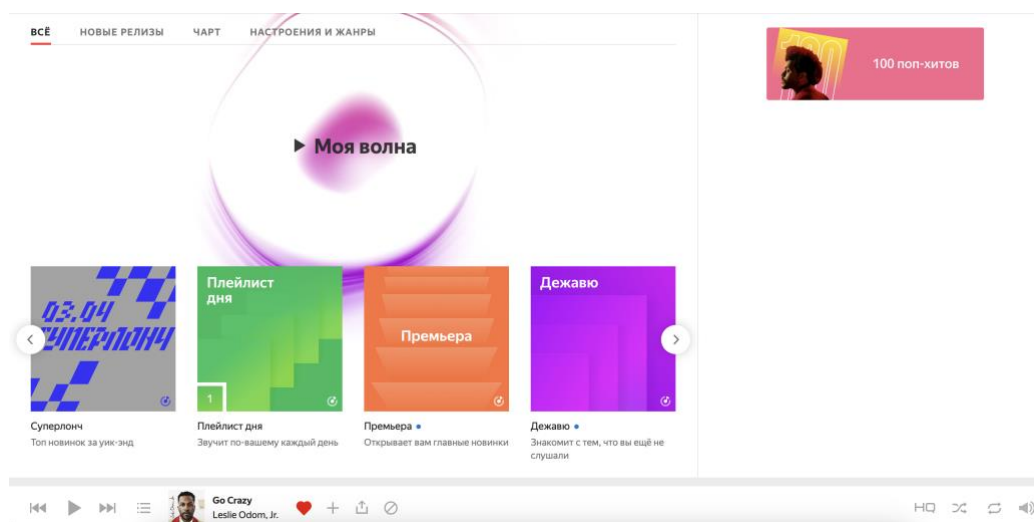 ВСЁ НОВЫЕ РЕЛИЗЫ ЧАРТ НАСТРОЕНИЯ И ЖАНРЫ
100 поп-хитов
Моя волна
03.04
СУПЕРЛОНЧ
Плейлист
дня
1
Премьера
Дежавю
Суперлонч
Топ новинок за уик-энд
Плейлист дня
Звучит по-вашему каждый день
Премьера
Открывает вам главные новинки
Дежавю
Знакомит с тем, что вы ещё не
слушали
Go Crazy
Leslie Odom, Jr.
HQ